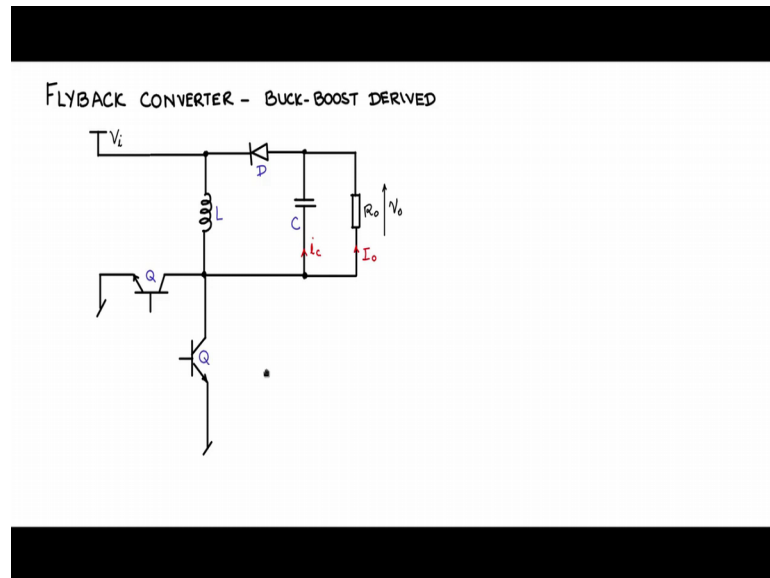 FLYBACK CONVERTER - BUCK-BOOST DERIVED
Vi
D
L
C
Ro
Vo
ic
Io
Q
Q